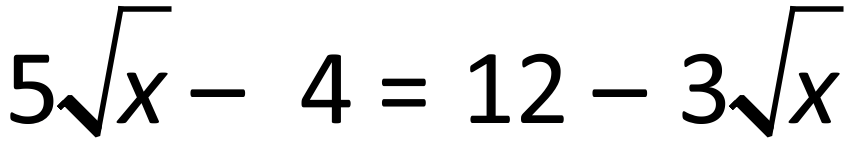 5√x − 4 = 12 − 3√x